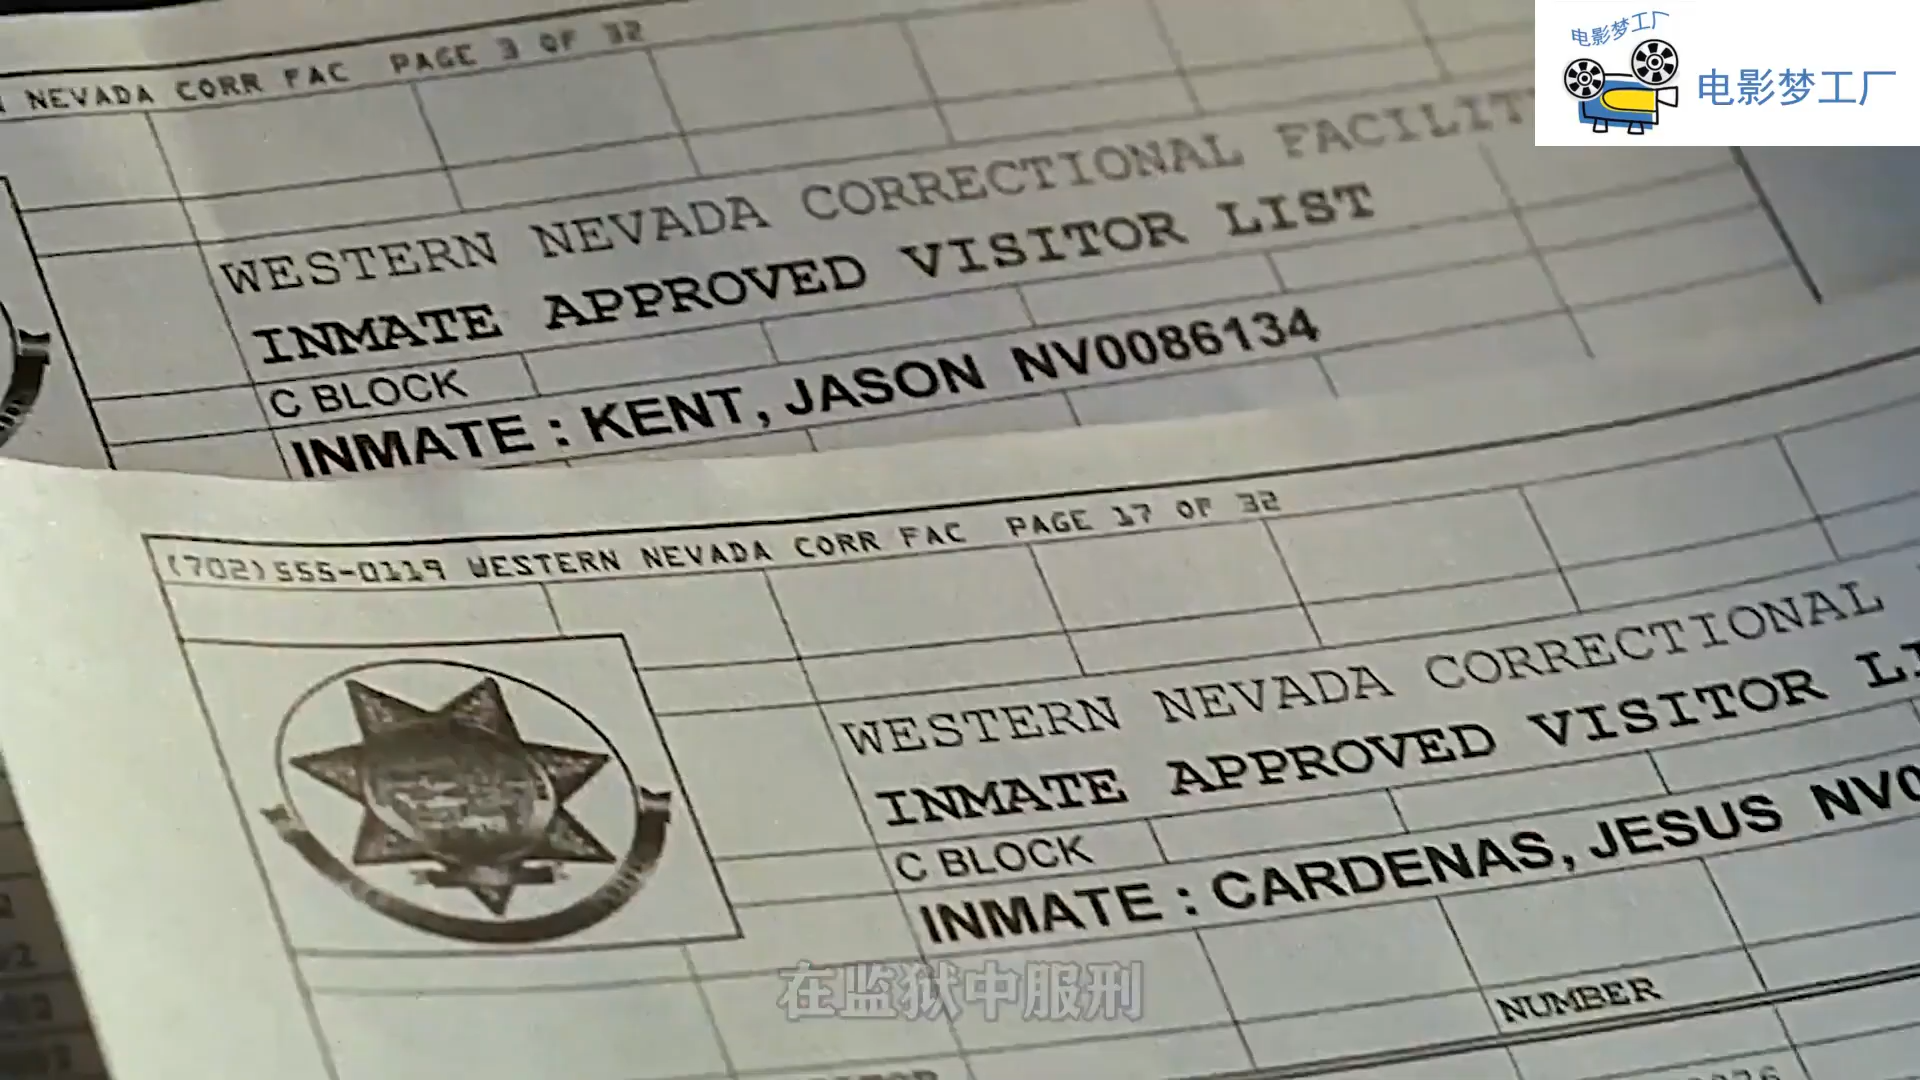 电影梦工厂
电影梦工厂
NEVADA CORR FAC PAGE 3 OF 32
WESTERN NEVADA CORRECTIONAL
INMATE APPROVED VISITOR LIST
C BLOCK
INMATE : KENT, JASON NV0086134
(702)555-0119 WESTERN NEVADA CORR FAC PAGE 17 OF 32
WESTERN NEVADA CORRECTIONAL
INMATE APPROVED VISITOR
C BLOCK
INMATE : CARDENAS, JESUS NV0
NUMBER
在监狱中服刑